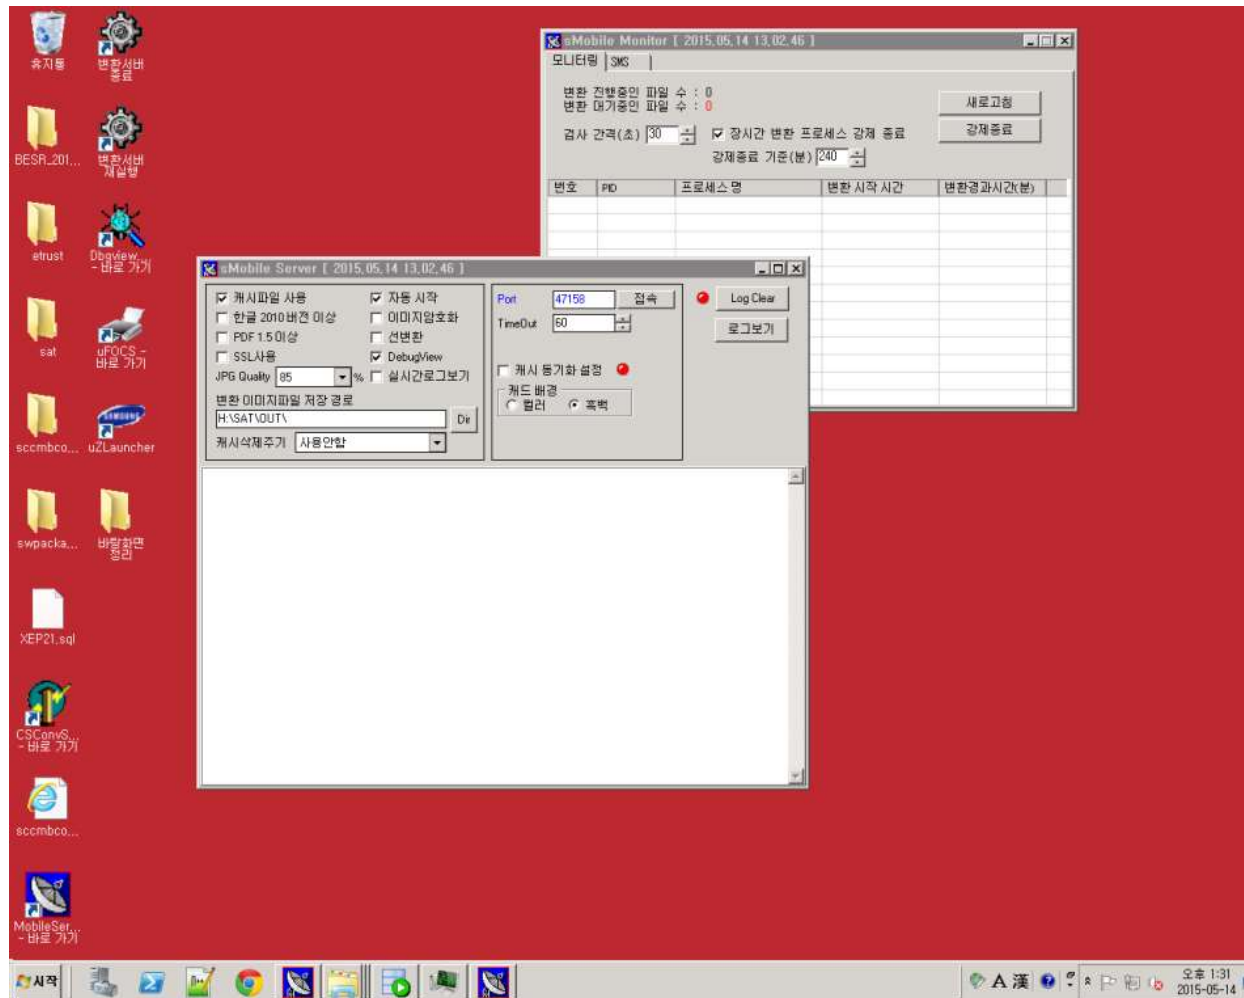 휴지통
변환서버
종료
BESR_201...
변환서버
재실행
etrust
Dbgview...
- 바로 가기
sat
uFOCS -
바로 가기
sccmbco...
uZLauncher
swpacka...
바탕화면
정리
XEP21.sql
CSConvS...
- 바로 가기
sccmbco...
MobileSer...
- 바로 가기
sMobile Monitor [ 2015.05.14 13.02.46 ]
모니터링 SMS
변환 진행중인 파일 수 : 0
변환 대기중인 파일 수 : 0
새로고침
검사 간격(초) 30 장시간 변환 프로세스 강제 종료
강제종료
강제종료 기준(분) 240
번호 PID 프로세스 명 변환 시작 시간 변환경과시간(분)
sMobile Server [ 2015.05.14 13.02.46 ]
캐시파일 사용 자동 시작
한글 2010 버전 이상 이미지암호화
PDF 1.5 이상 선변환
SSL사용 DebugView
JPG Quality 85 % 실시간로그보기
변환 이미지파일 저장 경로
H:\SAT\OUT\ Dir
캐시삭제주기 사용안함
Port 47158 접속
TimeOut 60
캐시 동기화 설정
캐드 배경
컬러 흑백
Log Clear
로그보기
시작
A 漢
오후 1:31
2015-05-14